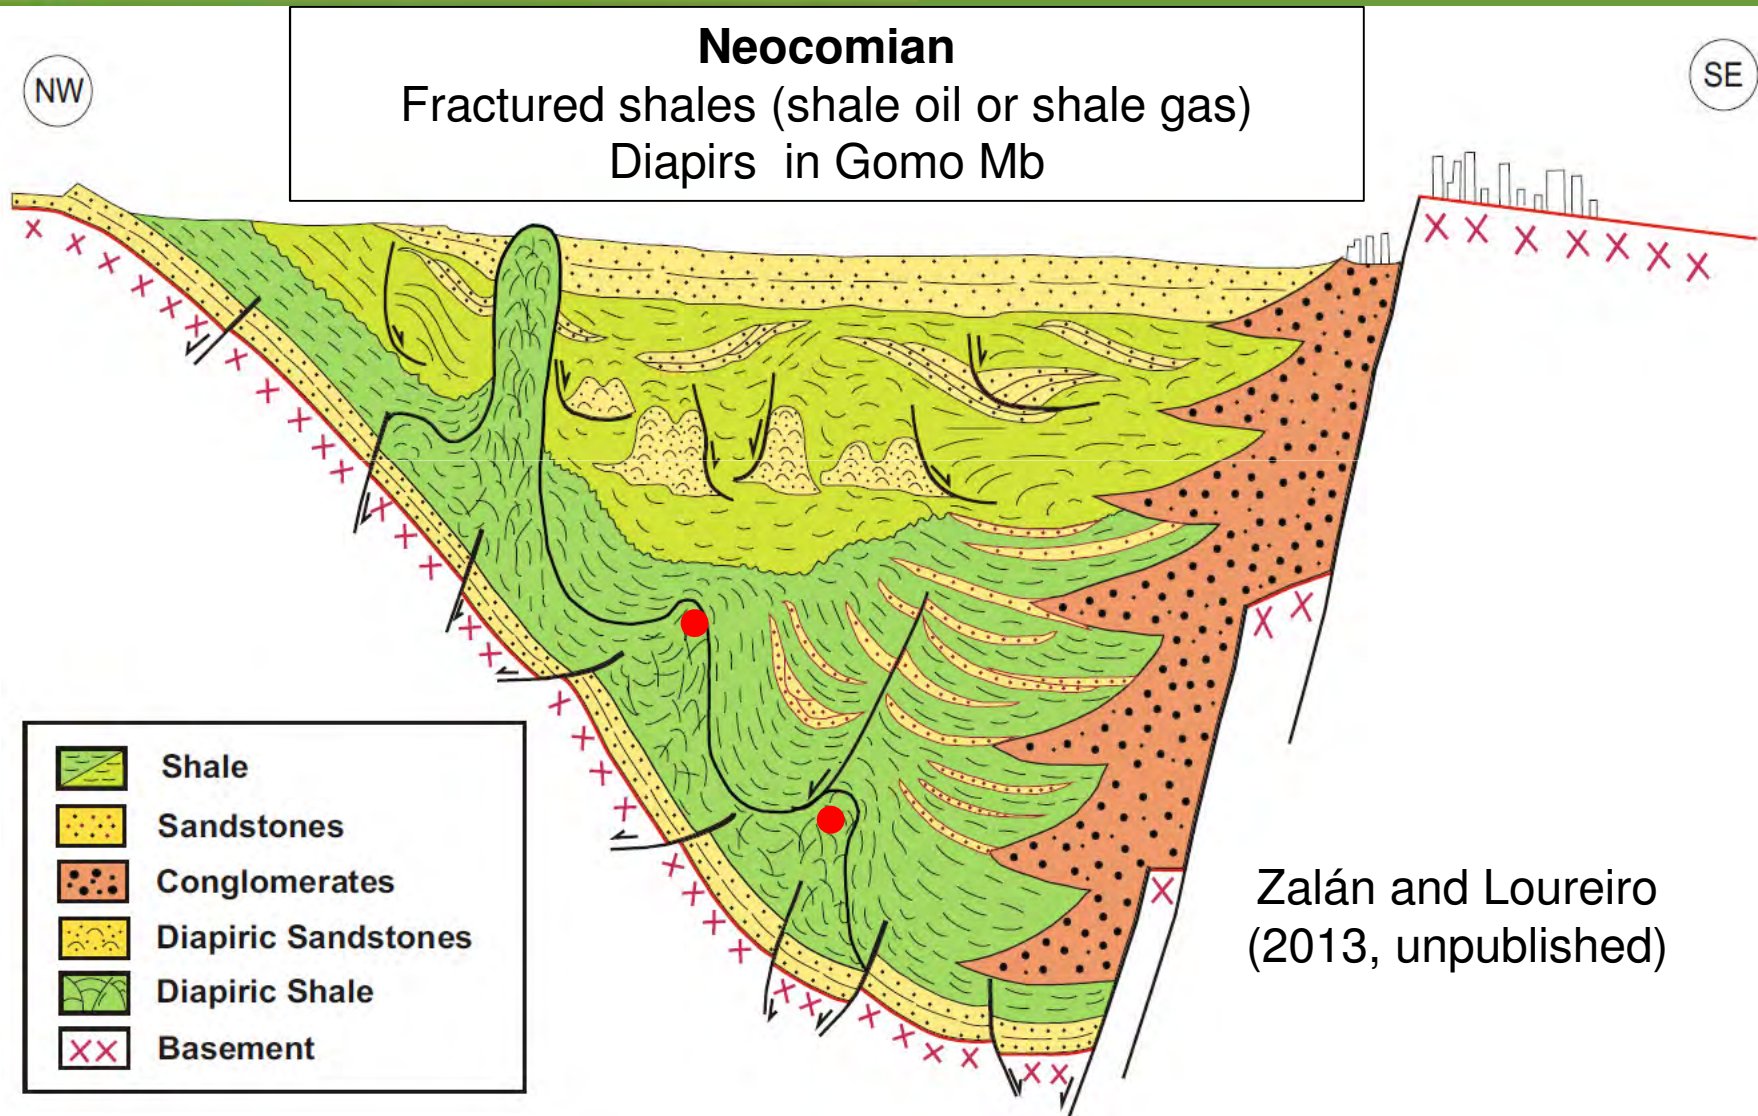 Neocomian
Fractured shales (shale oil or shale gas)
Diapirs in Gomo Mb
NW
SE
Shale
Sandstones
Conglomerates
Diapiric Sandstones
Diapiric Shale
Basement
Zalán and Loureiro
(2013, unpublished)